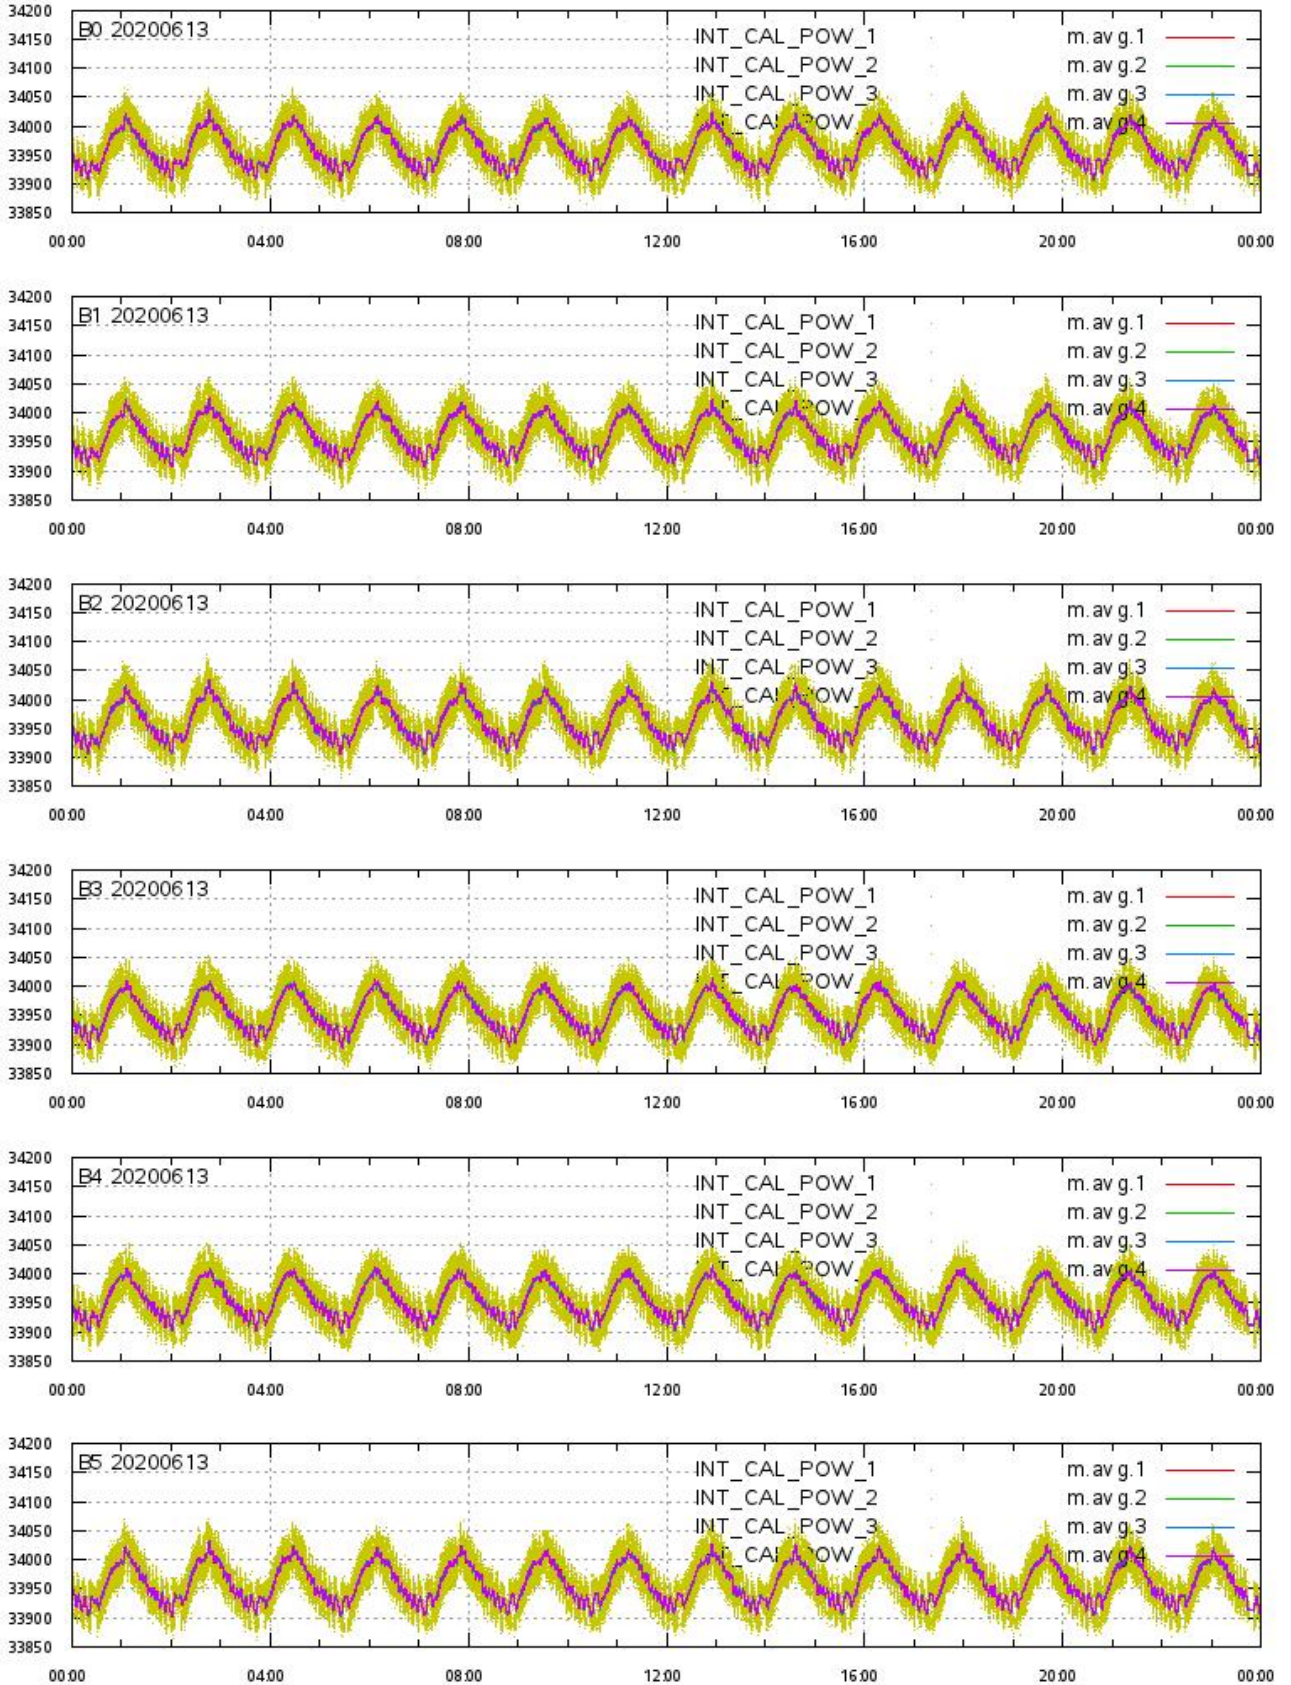 34200
B0 20200613
INT_CAL_POW_1 m.avg.1
34150
INT_CAL_POW_2 m.avg.2
34100
INT_CAL_POW_3 m.avg.3
34050
m.avg.4
34000
33950
33900
33850
00:00 04:00 08:00 12:00 16:00 20:00 00:00
34200
B1 20200613
INT_CAL_POW_1 m.avg.1
34150
INT_CAL_POW_2 m.avg.2
34100
INT_CAL_POW_3 m.avg.3
34050
m.avg.4
34000
33950
33900
33850
00:00 04:00 08:00 12:00 16:00 20:00 00:00
34200
B2 20200613
INT_CAL_POW_1 m.avg.1
34150
INT_CAL_POW_2 m.avg.2
34100
INT_CAL_POW_3 m.avg.3
34050
m.avg.4
34000
33950
33900
33850
00:00 04:00 08:00 12:00 16:00 20:00 00:00
34200
B3 20200613
INT_CAL_POW_1 m.avg.1
34150
INT_CAL_POW_2 m.avg.2
34100
INT_CAL_POW_3 m.avg.3
34050
m.avg.4
34000
33950
33900
33850
00:00 04:00 08:00 12:00 16:00 20:00 00:00
34200
B4 20200613
INT_CAL_POW_1 m.avg.1
34150
INT_CAL_POW_2 m.avg.2
34100
INT_CAL_POW_3 m.avg.3
34050
m.avg.4
34000
33950
33900
33850
00:00 04:00 08:00 12:00 16:00 20:00 00:00
34200
B5 20200613
INT_CAL_POW_1 m.avg.1
34150
INT_CAL_POW_2 m.avg.2
34100
INT_CAL_POW_3 m.avg.3
34050
m.avg.4
34000
33950
33900
33850
00:00 04:00 08:00 12:00 16:00 20:00 00:00